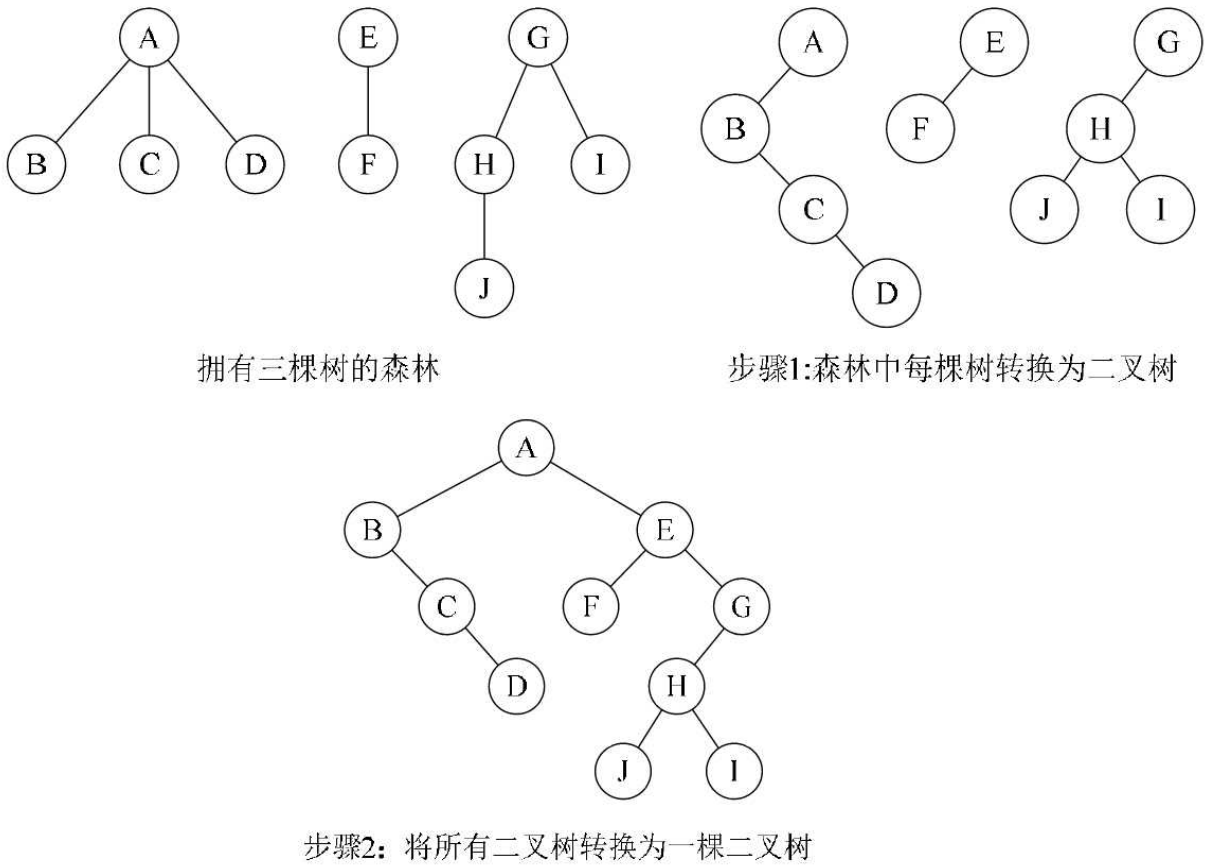 A E G A E G
B C D F H I B F H
J C J I
D
拥有三棵树的森林 步骤1:森林中每棵树转换为二叉树
A
B E
C F G
D H
J I
步骤2：将所有二叉树转换为一棵二叉树